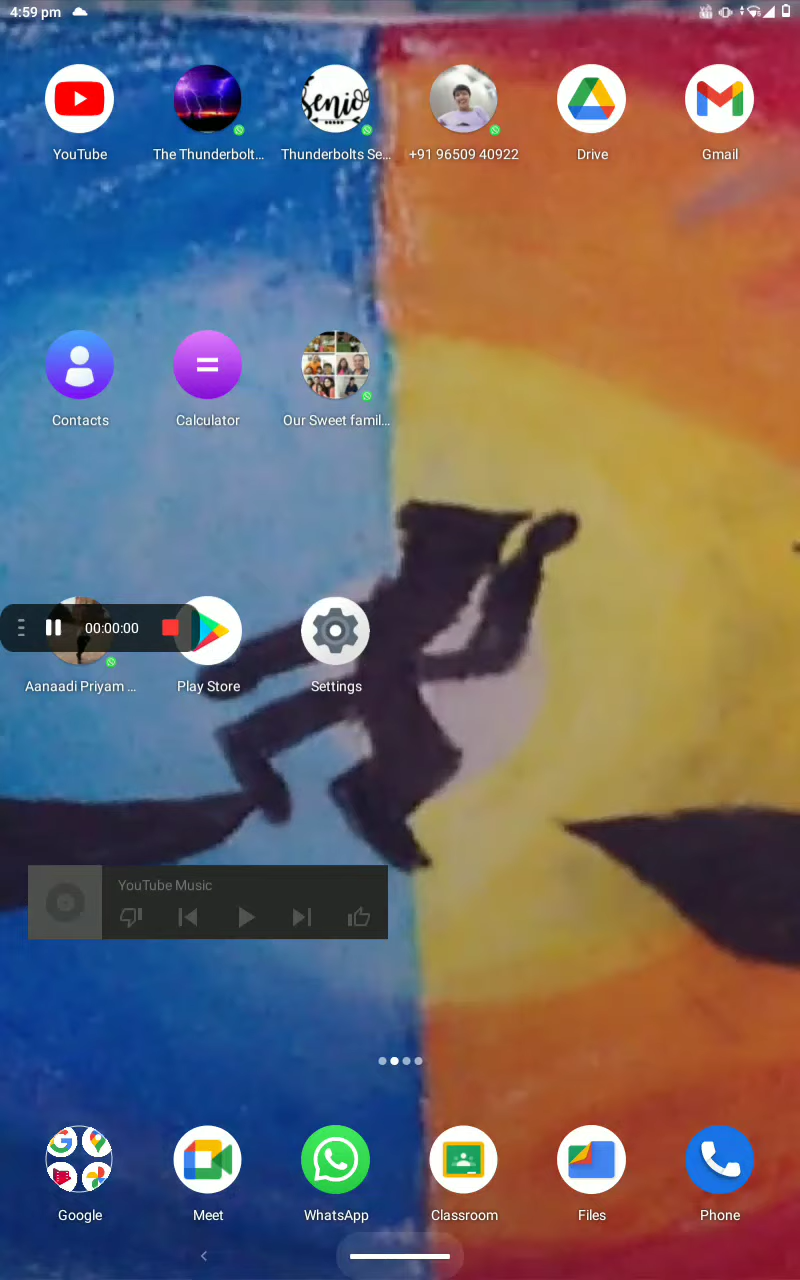 4:59 pm
YouTube
The Thunderbolt...
Thunderbolts Se...
+91 96509 40922
Drive
Gmail
Senio
Contacts
Calculator
Our Sweet famil...
00:00:00
Aanaadi Priyam ...
Play Store
Settings
YouTube Music
Google
Meet
WhatsApp
Classroom
Files
Phone